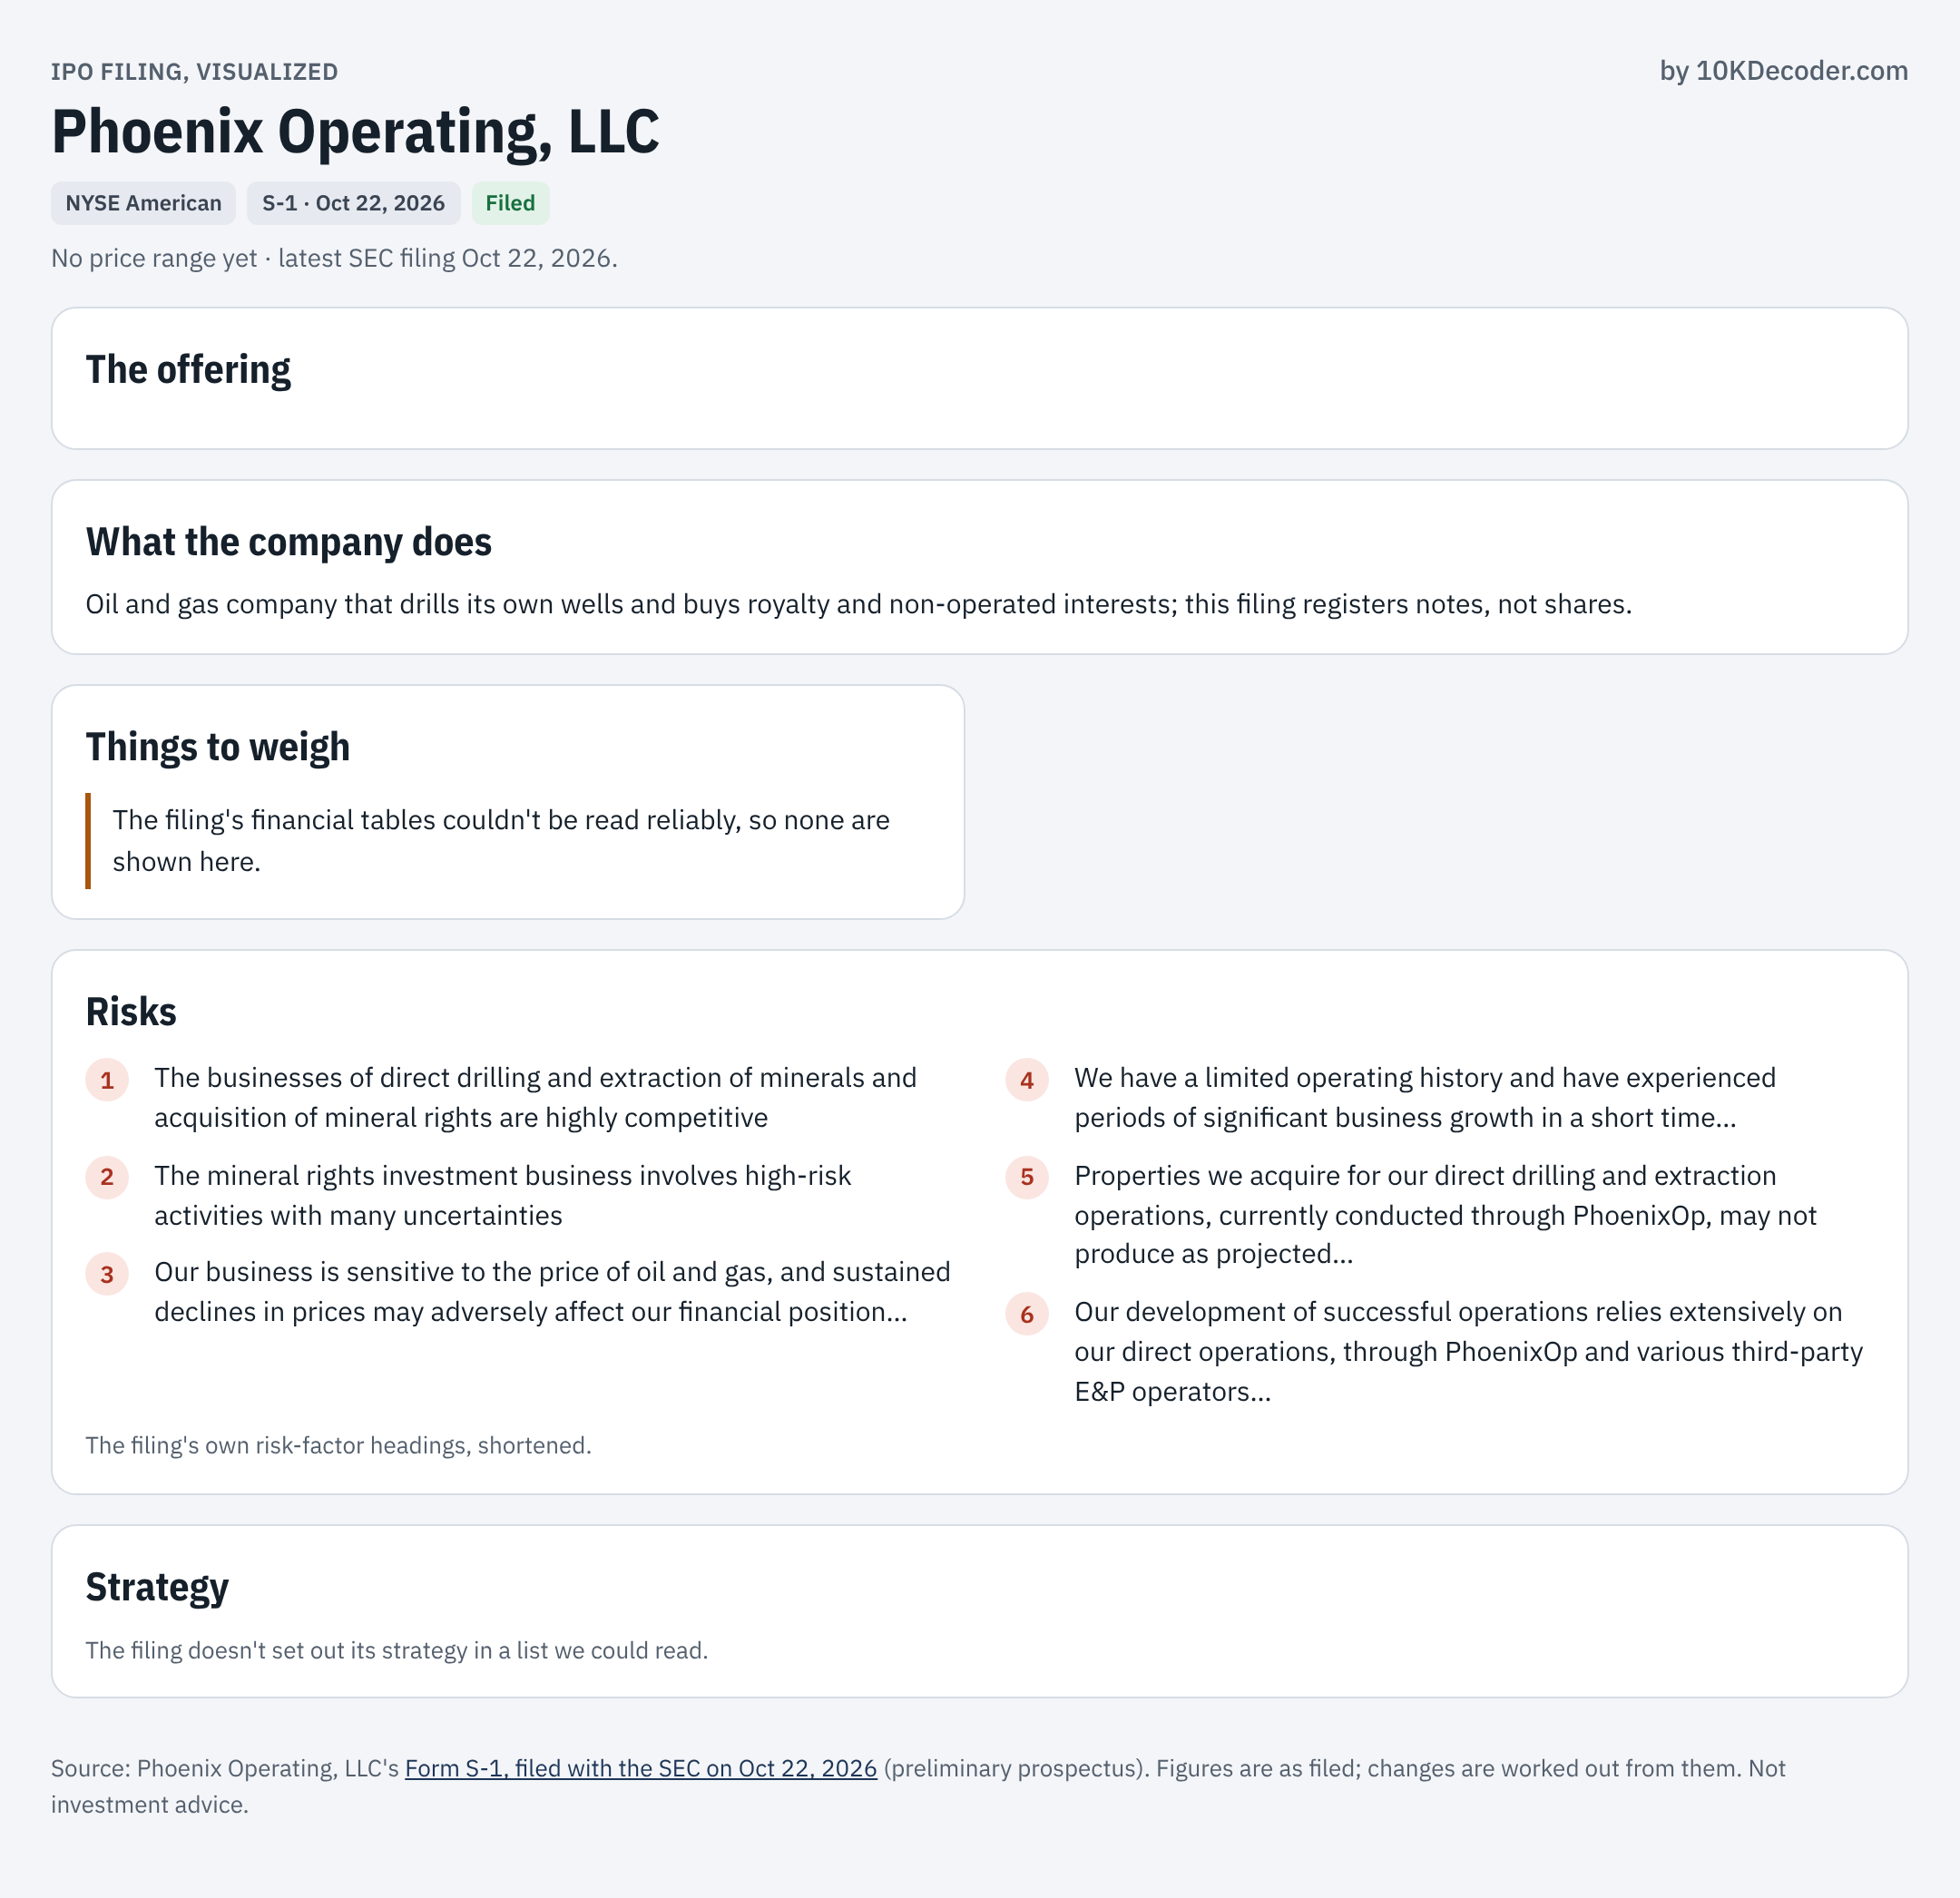 IPO FILING, VISUALIZED
by 10KDecoder.com
Phoenix Operating, LLC
NYSE American
S-1 · Oct 22, 2026
Filed
No price range yet · latest SEC filing Oct 22, 2026.
The offering
What the company does
Oil and gas company that drills its own wells and buys royalty and non-operated interests; this filing registers notes, not shares.
Things to weigh
The filing's financial tables couldn't be read reliably, so none are
shown here.
Risks
1
The businesses of direct drilling and extraction of minerals and
acquisition of mineral rights are highly competitive
2
The mineral rights investment business involves high-risk
activities with many uncertainties
3
Our business is sensitive to the price of oil and gas, and sustained
declines in prices may adversely affect our financial position...
4
We have a limited operating history and have experienced
periods of significant business growth in a short time...
5
Properties we acquire for our direct drilling and extraction
operations, currently conducted through PhoenixOp, may not
produce as projected...
6
Our development of successful operations relies extensively on
our direct operations, through PhoenixOp and various third-party
E&P operators...
The filing's own risk-factor headings, shortened.
Strategy
The filing doesn't set out its strategy in a list we could read.
Source: Phoenix Operating, LLC's Form S-1, filed with the SEC on Oct 22, 2026 (preliminary prospectus). Figures are as filed; changes are worked out from them. Not
investment advice.